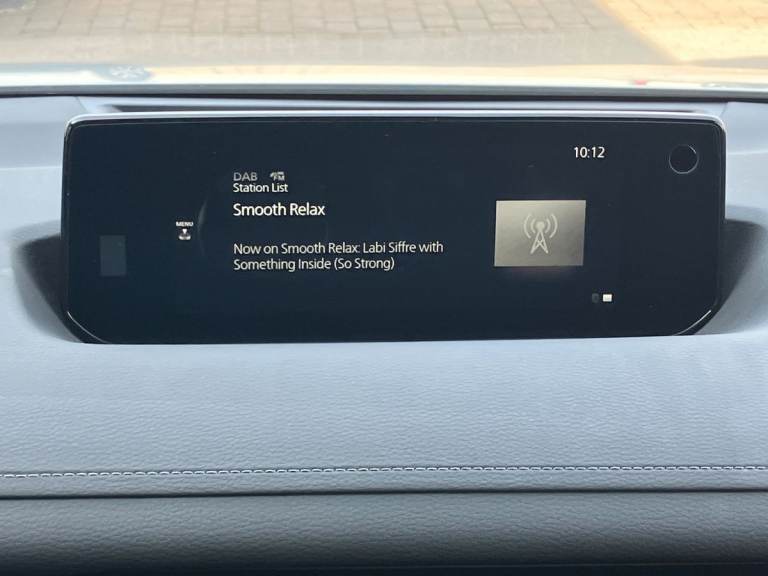 10:12
DAB FM
Station List
Smooth Relax
MENU
Now on Smooth Relax: Labi Siffre with
Something Inside (So Strong)